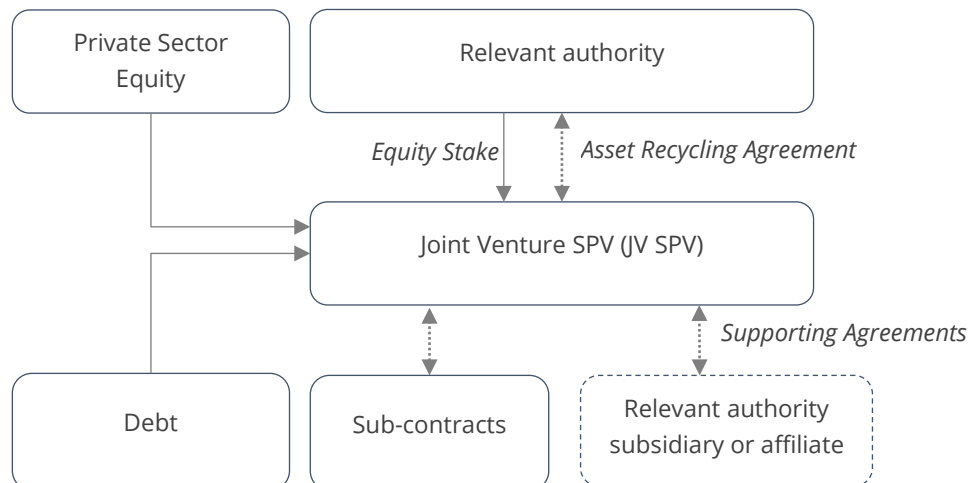 Private Sector
Equity
Relevant authority
Equity Stake
Asset Recycling Agreement
Joint Venture SPV (JV SPV)
Supporting Agreements
Debt
Sub-contracts
Relevant authority
subsidiary or affiliate